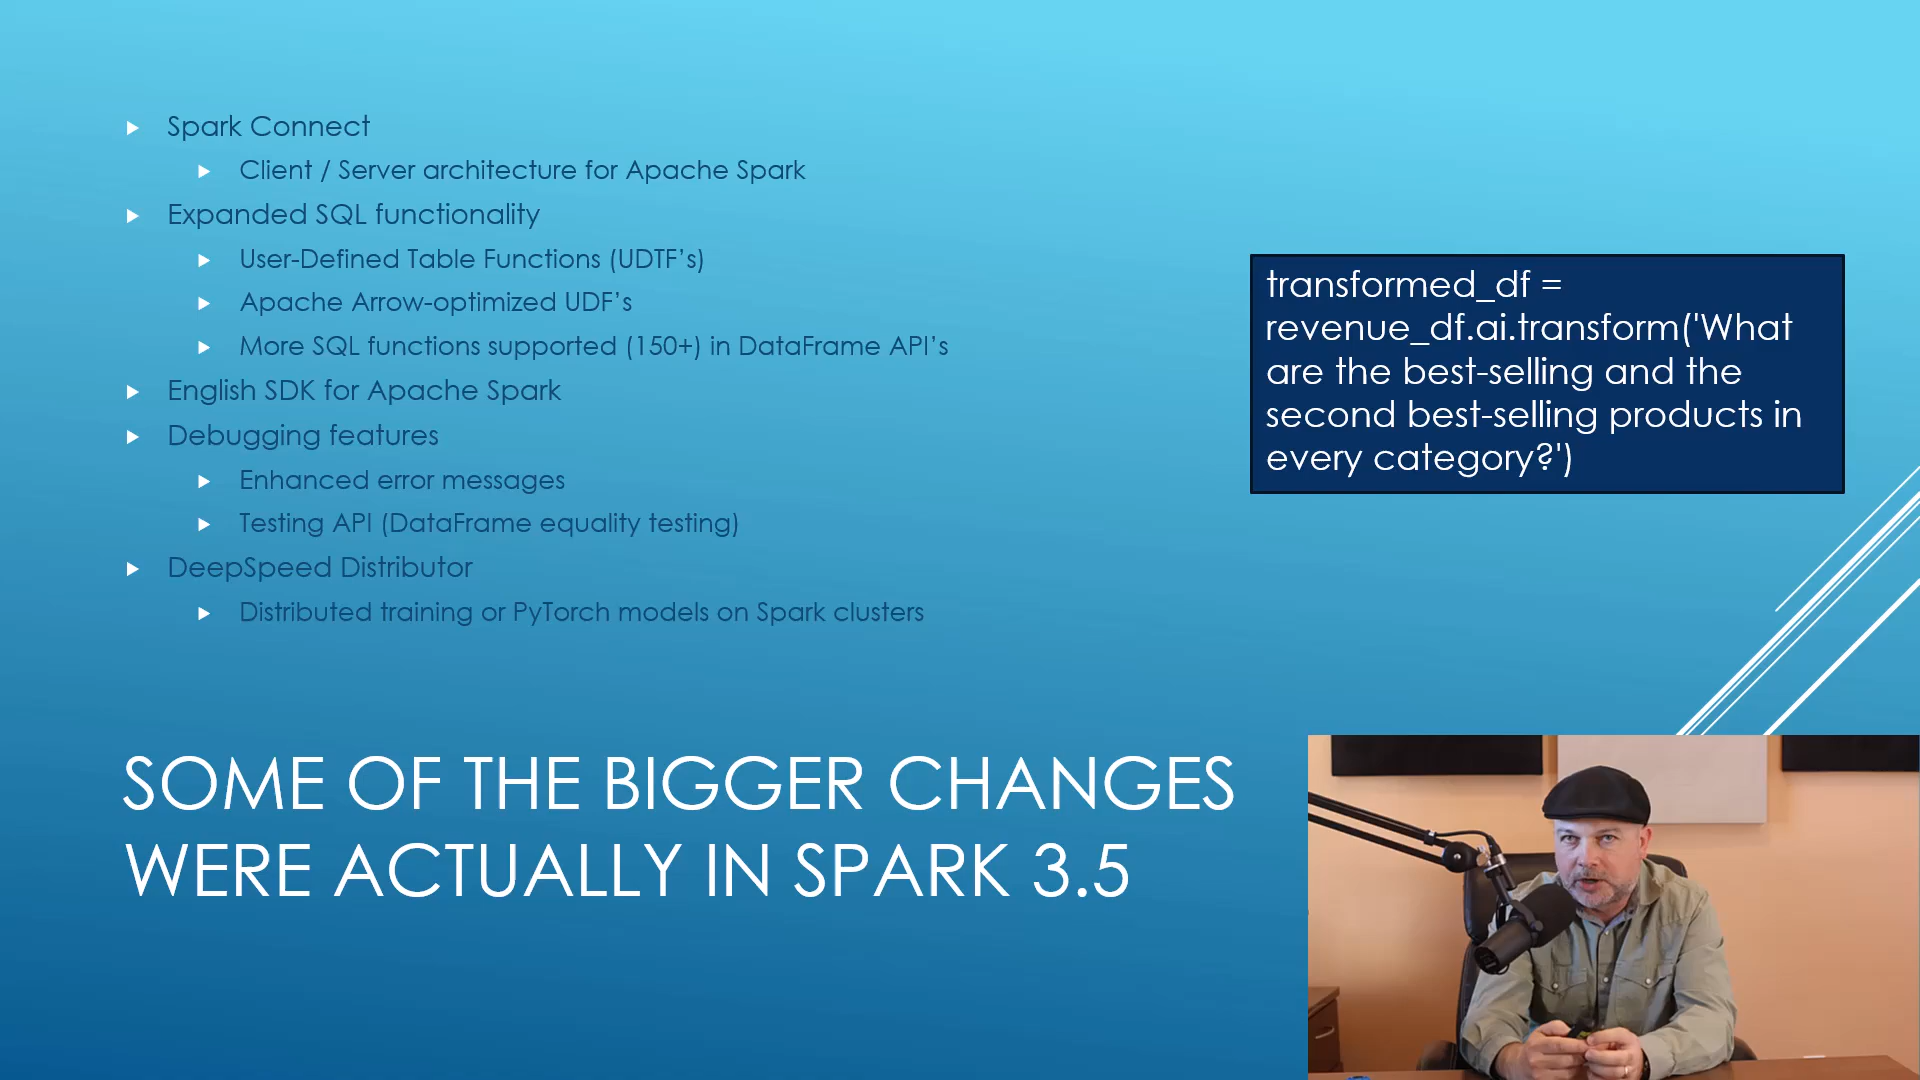 Spark Connect
Client / Server architecture for Apache Spark
Expanded SQL functionality
User-Defined Table Functions (UDTF's)
Apache Arrow-optimized UDF's
More SQL functions supported (150+) in DataFrame API's
English SDK for Apache Spark
Debugging features
Enhanced error messages
Testing API (DataFrame equality testing)
DeepSpeed Distributor
Distributed training or PyTorch models on Spark clusters
transformed_df =
revenue_df.ai.transform('What
are the best-selling and the
second best-selling products in
every category?')
SOME OF THE BIGGER CHANGES
WERE ACTUALLY IN SPARK 3.5